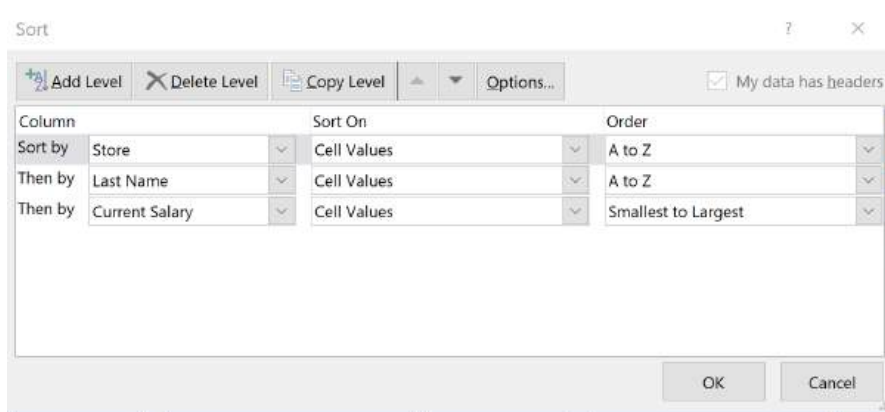 Sort ?
Add Level Delete Level Copy Level Options... My data has headers
Column Sort On Order
Sort by Store Cell Values A to Z
Then by Last Name Cell Values A to Z
Then by Current Salary Cell Values Smallest to Largest
OK Cancel